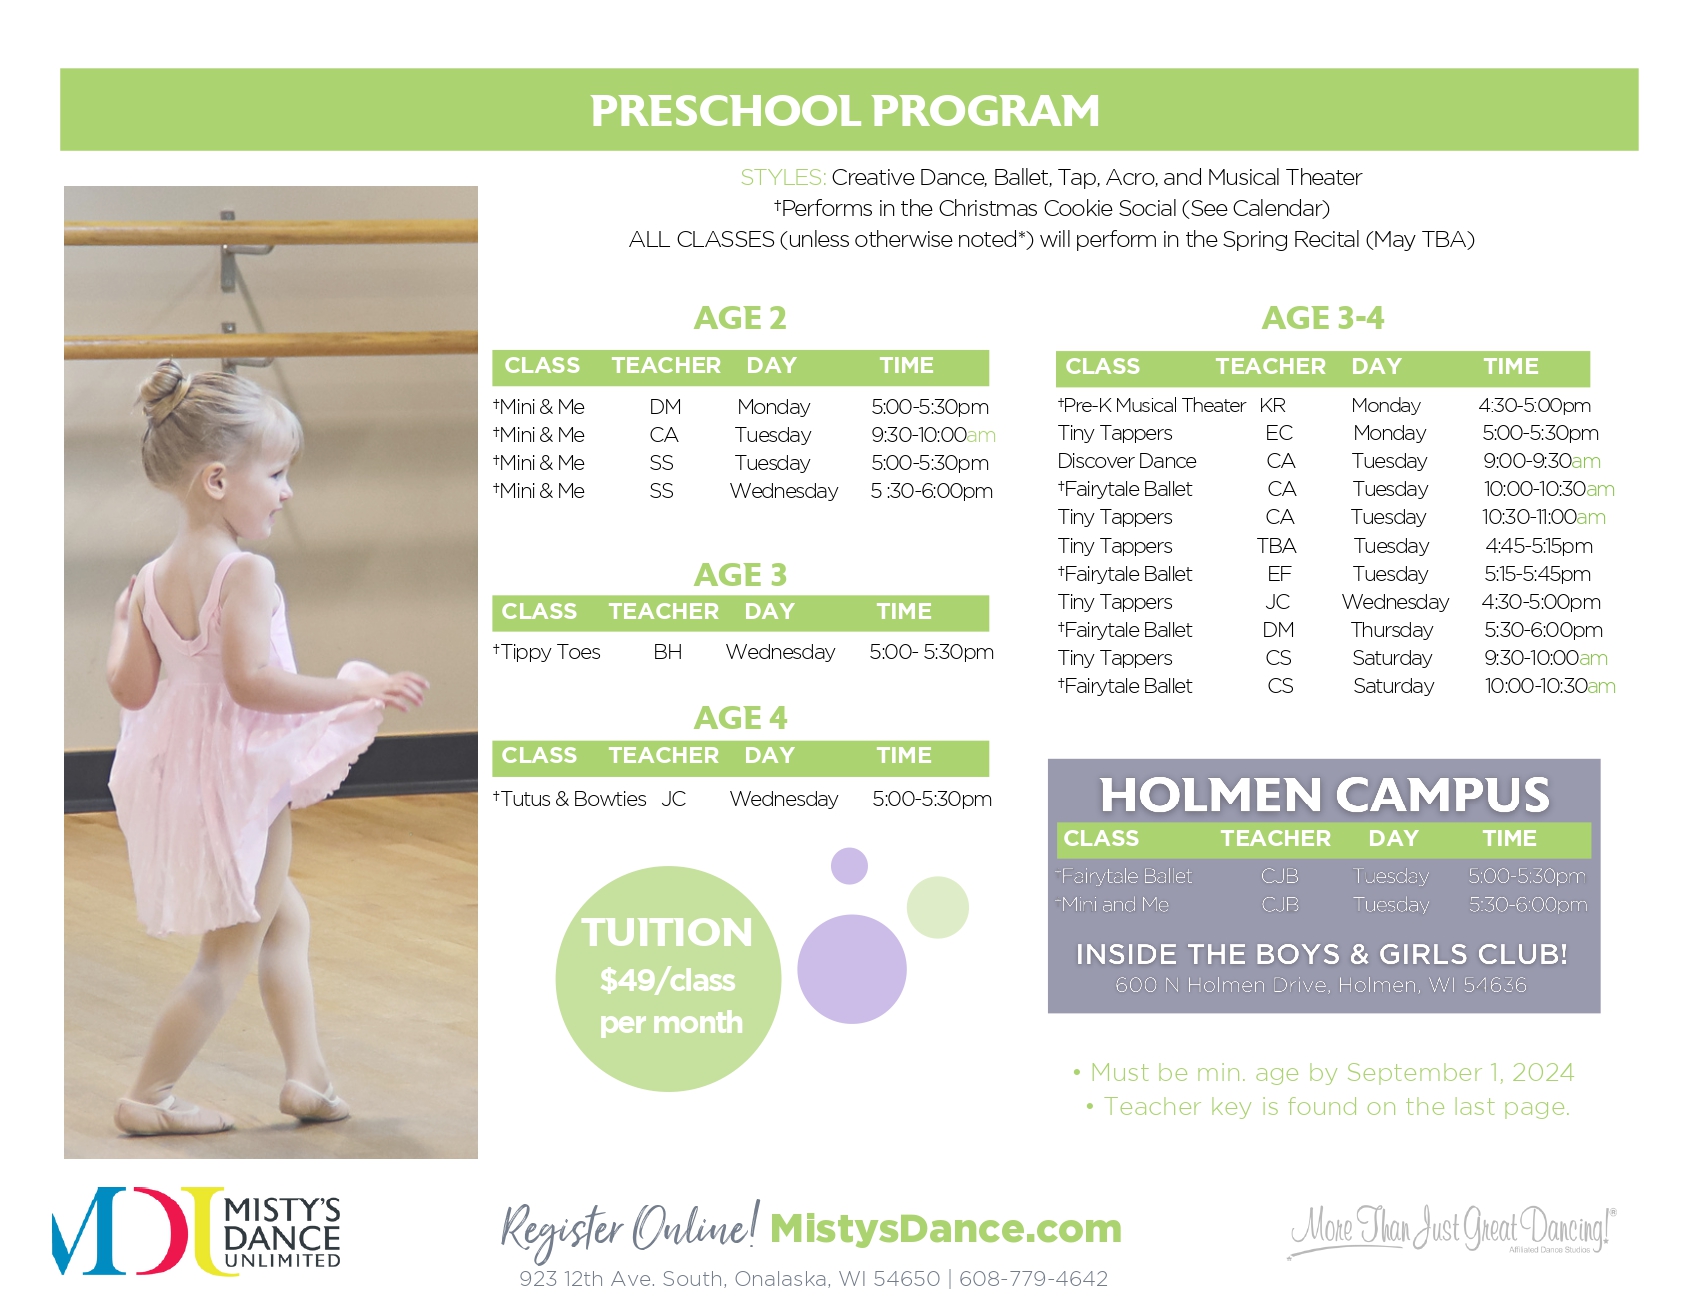 PRESCHOOL PROGRAM
STYLES: Creative Dance, Ballet, Tap, Acro, and Musical Theater
†Performs in the Christmas Cookie Social (See Calendar)
ALL CLASSES (unless otherwise noted*) will perform in the Spring Recital (May TBA)
AGE 2
CLASS TEACHER DAY TIME
†Mini & Me DM Monday 5:00-5:30pm
†Mini & Me CA Tuesday 9:30-10:00am
†Mini & Me SS Tuesday 5:00-5:30pm
†Mini & Me SS Wednesday 5 :30-6:00pm
AGE 3
CLASS TEACHER DAY TIME
†Tippy Toes BH Wednesday 5:00- 5:30pm
AGE 4
CLASS TEACHER DAY TIME
†Tutus & Bowties JC Wednesday 5:00-5:30pm
TUITION
$49/class
per month
AGE 3-4
CLASS TEACHER DAY TIME
†Pre-K Musical Theater KR Monday 4:30-5:00pm
Tiny Tappers EC Monday 5:00-5:30pm
Discover Dance CA Tuesday 9:00-9:30am
†Fairytale Ballet CA Tuesday 10:00-10:30am
Tiny Tappers CA Tuesday 10:30-11:00am
Tiny Tappers TBA Tuesday 4:45-5:15pm
†Fairytale Ballet EF Tuesday 5:15-5:45pm
Tiny Tappers JC Wednesday 4:30-5:00pm
†Fairytale Ballet DM Thursday 5:30-6:00pm
Tiny Tappers CS Saturday 9:30-10:00am
†Fairytale Ballet CS Saturday 10:00-10:30am
HOLMEN CAMPUS
CLASS TEACHER DAY TIME
†Fairytale Ballet CJB Tuesday 5:00-5:30pm
†Mini and Me CJB Tuesday 5:30-6:00pm
INSIDE THE BOYS & GIRLS CLUB!
600 N Holmen Drive, Holmen, WI 54636
• Must be min. age by September 1, 2024
• Teacher key is found on the last page.
MDU MISTY'S
DANCE
UNLIMITED
Register Online! MistysDance.com
923 12th Ave. South, Onalaska, WI 54650 | 608-779-4642
More Than Just Great Dancing!®
Affiliated Dance Studios